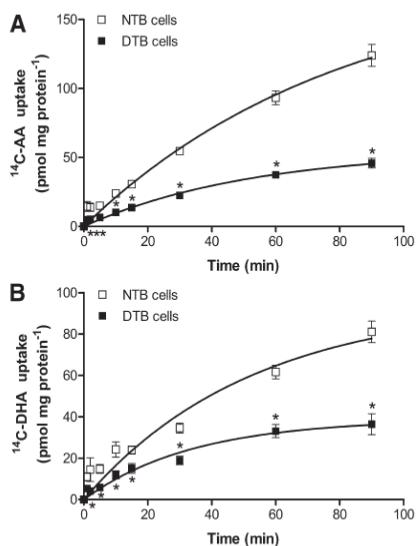 A
NTB cells
DTB cells
¹⁴C-AA uptake
(pmol mg protein⁻¹)
150
100
50
0
* * * * * * * *
0 20 40 60 80 100
Time (min)
B
NTB cells
DTB cells
¹⁴C-DHA uptake
(pmol mg protein⁻¹)
100
80
60
40
20
0
* * * * * * *
0 20 40 60 80 100
Time (min)